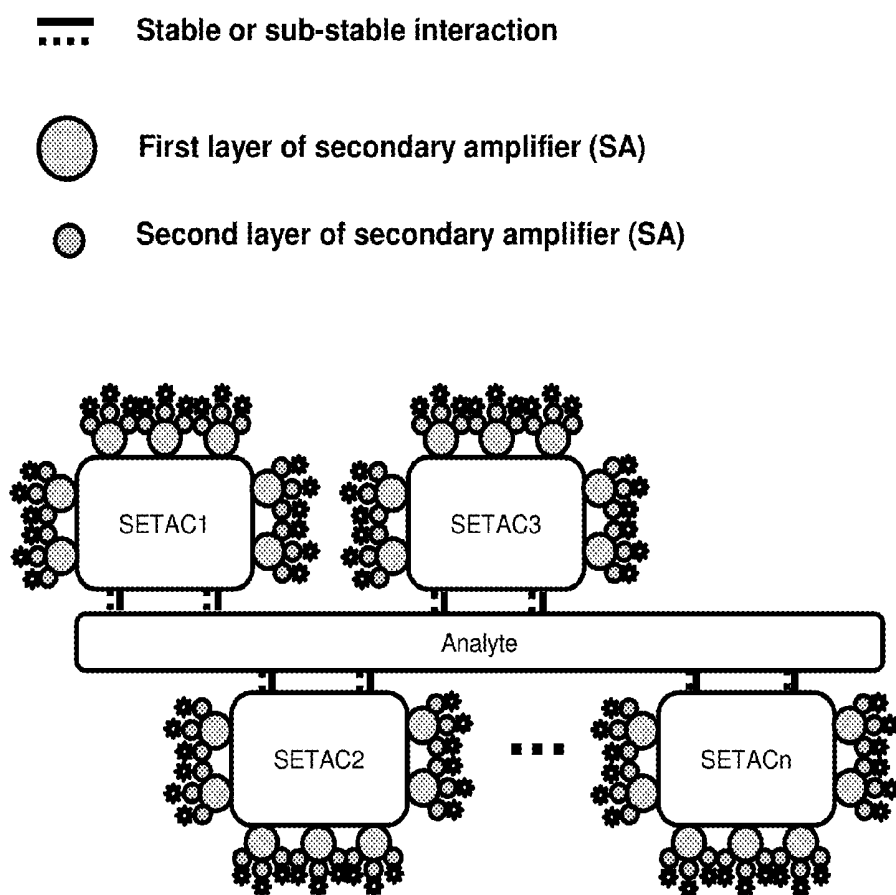 Stable or sub-stable interaction
First layer of secondary amplifier (SA)
Second layer of secondary amplifier (SA)
SETAC1
SETAC3
Analyte
SETAC2
SETACn